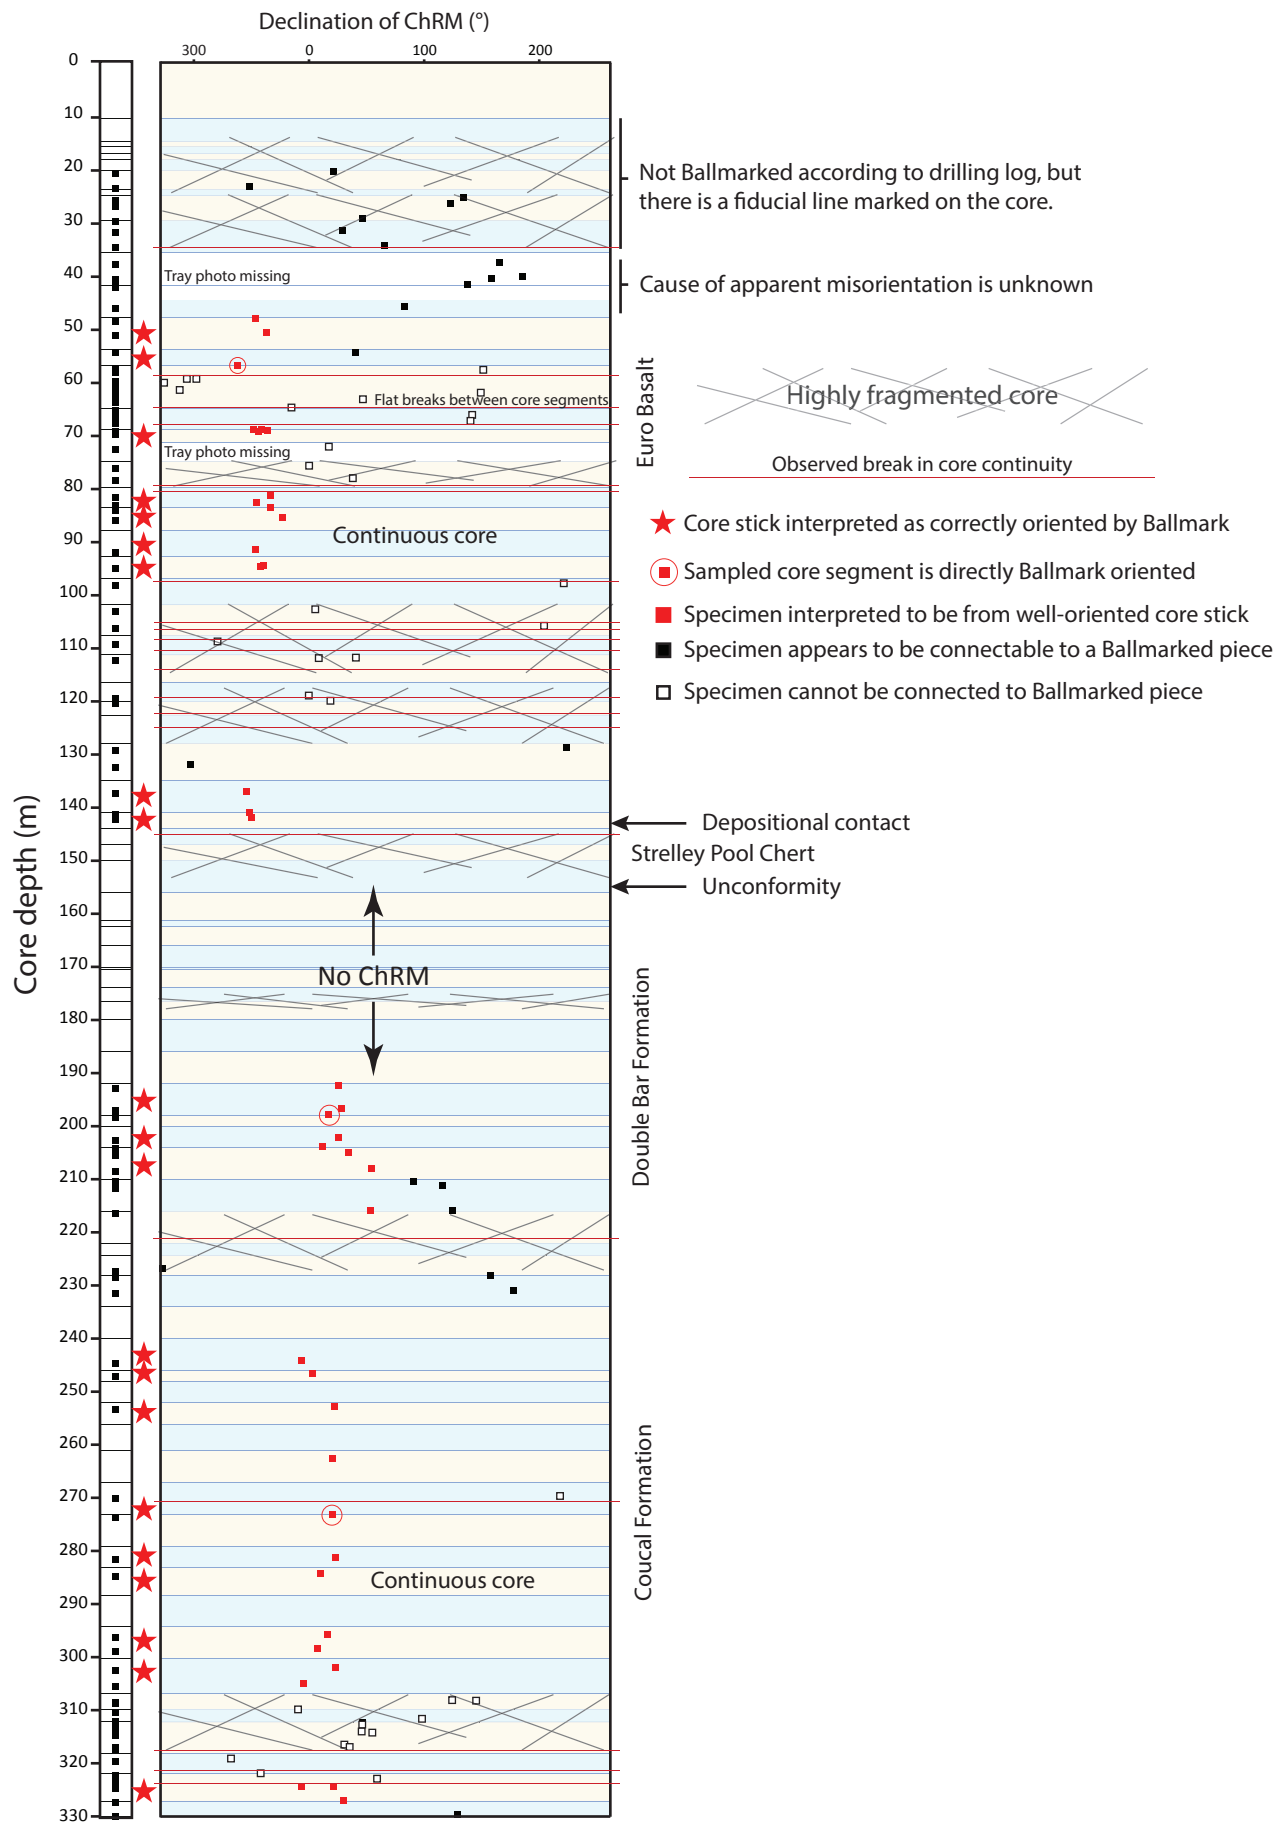 Declination of ChRM (°)
300 0 100 200
0
10
20
30
40
50
60
70
80
90
100
110
120
130
140
150
160
170
180
190
200
210
220
230
240
250
260
270
280
290
300
310
320
330
Core depth (m)
Tray photo missing
Flat breaks between core segments
Tray photo missing
Continuous core
No ChRM
Continuous core
Not Ballmarked according to drilling log, but
there is a fiducial line marked on the core.
Cause of apparent misorientation is unknown
Euro Basalt
Highly fragmented core
Observed break in core continuity
Core stick interpreted as correctly oriented by Ballmark
Sampled core segment is directly Ballmark oriented
Specimen interpreted to be from well-oriented core stick
Specimen appears to be connectable to a Ballmarked piece
Specimen cannot be connected to Ballmarked piece
Depositional contact
Strelley Pool Chert
Unconformity
Double Bar Formation
Coucal Formation